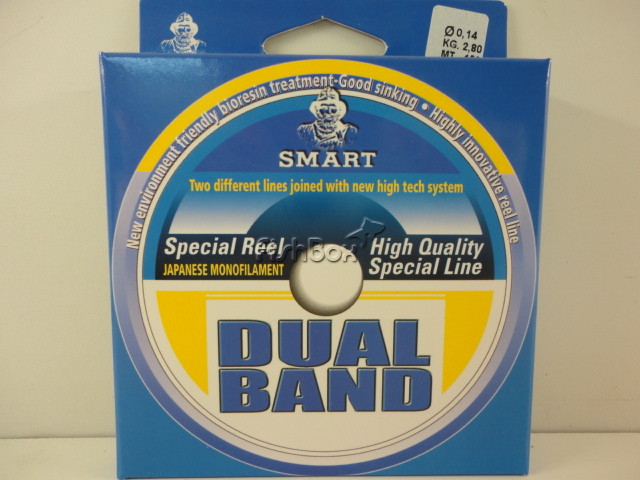 Ø 0,14
KG. 2,80
New environment friendly bioresin treatment-Good sinking • Highly innovative reel line
SMART
Two different lines joined with new high tech system
Special Reel
JAPANESE MONOFILAMENT
High Quality
Special Line
FishBox
DUAL
BAND